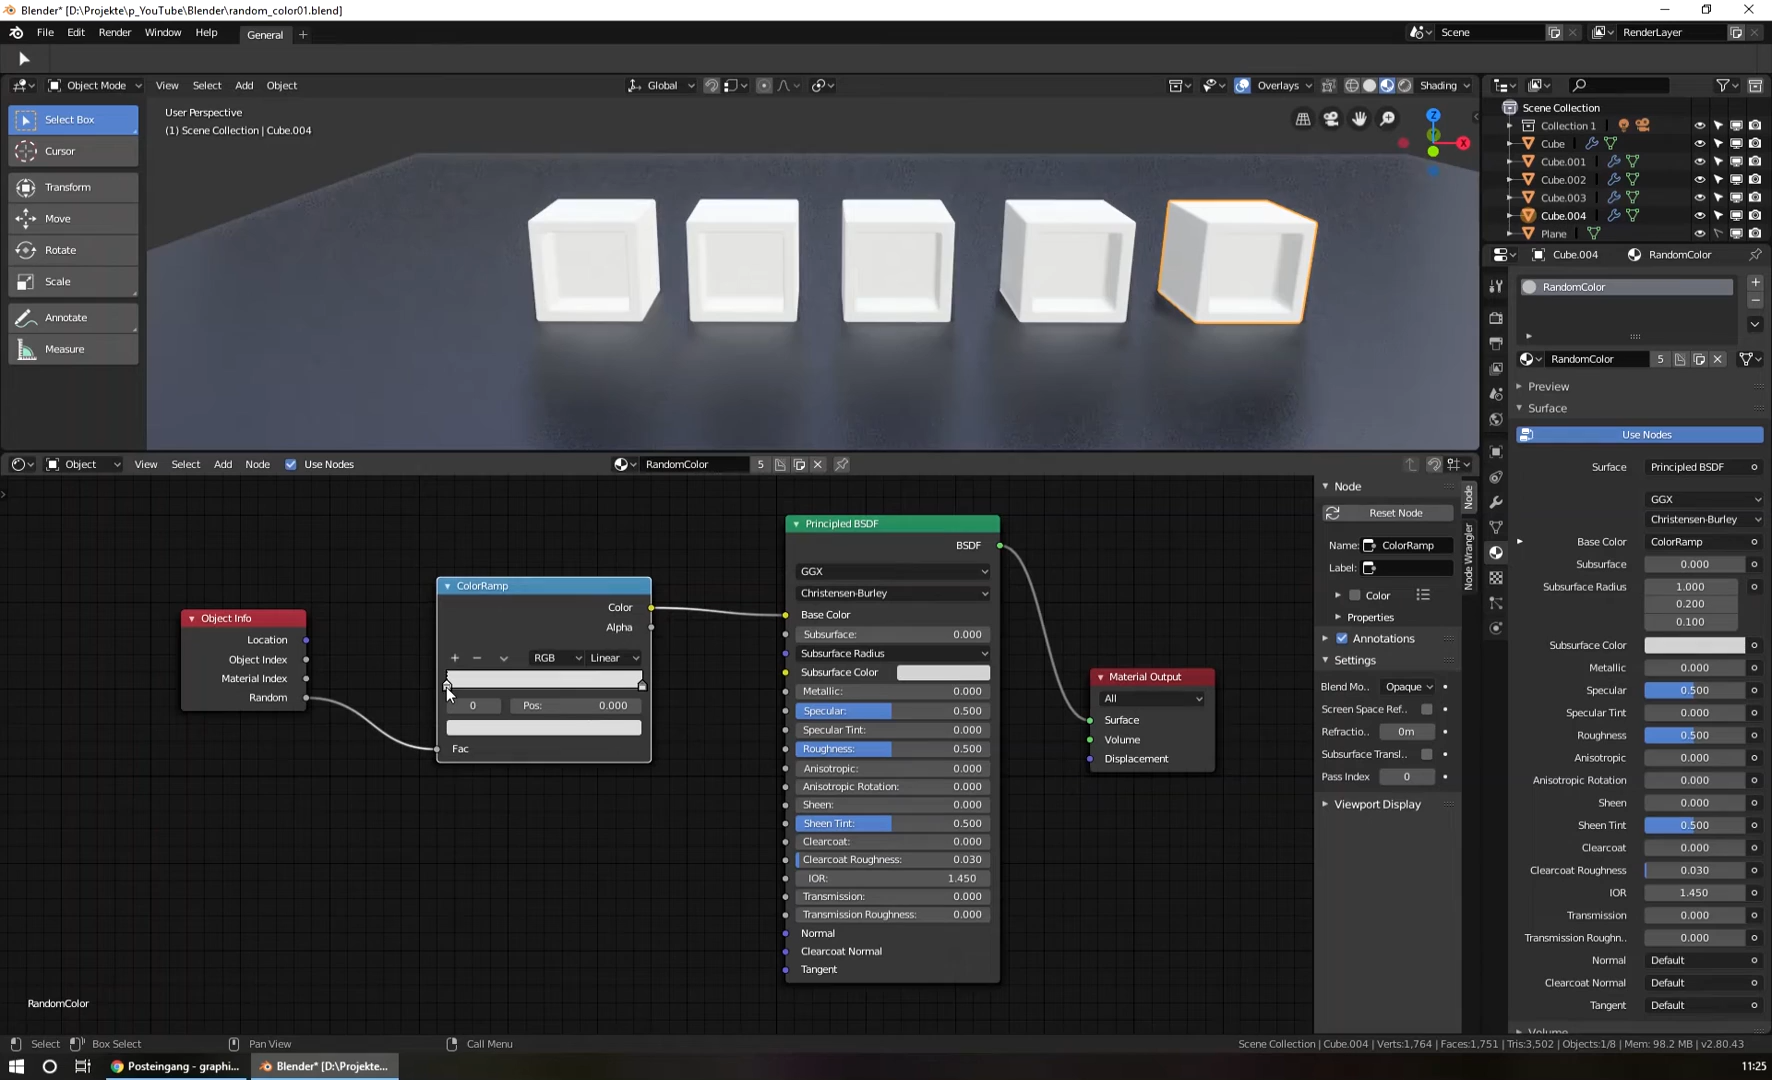 Blender* [D:\Projekte\p_YouTube\Blender\random_color01.blend]
File Edit Render Window Help General + Scene RenderLayer
Object Mode View Select Add Object Global Overlays Shading
Select Box
Cursor
Transform
Move
Rotate
Scale
Annotate
Measure
User Perspective
(1) Scene Collection | Cube.004
Z
Y
X
Scene Collection
Collection 1
Cube
Cube.001
Cube.002
Cube.003
Cube.004
Plane
Cube.004 RandomColor
RandomColor
RandomColor 5
Preview
Surface
Use Nodes
Surface Principled BSDF
GGX
Christensen-Burley
Base Color ColorRamp
Subsurface 0.000
Subsurface Radius 1.000
0.200
0.100
Subsurface Color
Metallic 0.000
Specular 0.500
Specular Tint 0.000
Roughness 0.500
Anisotropic 0.000
Anisotropic Rotation 0.000
Sheen 0.000
Sheen Tint 0.500
Clearcoat 0.000
Clearcoat Roughness 0.030
IOR 1.450
Transmission 0.000
Transmission Roughn.. 0.000
Normal Default
Clearcoat Normal Default
Tangent Default
Volume
Object View Select Add Node Use Nodes RandomColor 5
Object Info
Location
Object Index
Material Index
Random
ColorRamp
Color
Alpha
RGB Linear
0 Pos: 0.000
Fac
Principled BSDF
BSDF
GGX
Christensen-Burley
Base Color
Subsurface: 0.000
Subsurface Radius
Subsurface Color
Metallic: 0.000
Specular: 0.500
Specular Tint: 0.000
Roughness: 0.500
Anisotropic: 0.000
Anisotropic Rotation: 0.000
Sheen: 0.000
Sheen Tint: 0.500
Clearcoat: 0.000
Clearcoat Roughness: 0.030
IOR: 1.450
Transmission: 0.000
Transmission Roughness: 0.000
Normal
Clearcoat Normal
Tangent
Material Output
All
Surface
Volume
Displacement
Node
Reset Node
Name: ColorRamp
Label:
Color
Properties
Annotations
Settings
Blend Mo.. Opaque
Screen Space Ref..
Refractio.. 0m
Subsurface Transl..
Pass Index 0
Viewport Display
Node
Node Wrangler
RandomColor
Select Box Select Pan View Call Menu Scene Collection | Cube.004 | Verts:1,764 | Faces:1,751 | Tris:3,502 | Objects:1/8 | Mem: 98.2 MB | v2.80.43
Posteingang - graphi... Blender* [D:\Projekte... 11:25